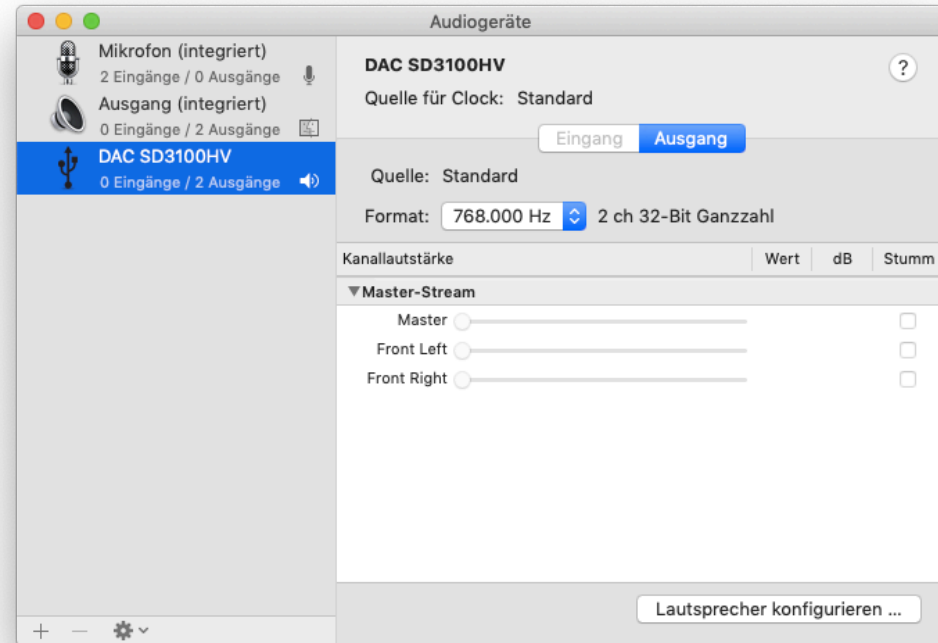 Audiogeräte
Mikrofon (integriert)
2 Eingänge / 0 Ausgänge
Ausgang (integriert)
0 Eingänge / 2 Ausgänge
DAC SD3100HV
0 Eingänge / 2 Ausgänge
DAC SD3100HV
?
Quelle für Clock: Standard
Eingang Ausgang
Quelle: Standard
Format: 768.000 Hz 2 ch 32-Bit Ganzzahl
Kanallautstärke Wert dB Stumm
Master-Stream
Master
Front Left
Front Right
Lautsprecher konfigurieren ...